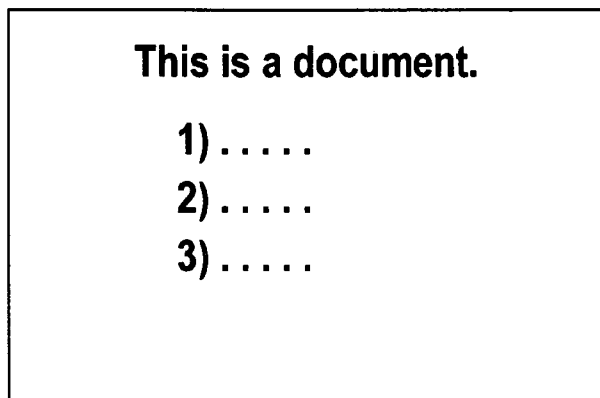 This is a document.
1) . . . . .
2) . . . . .
3) . . . . .